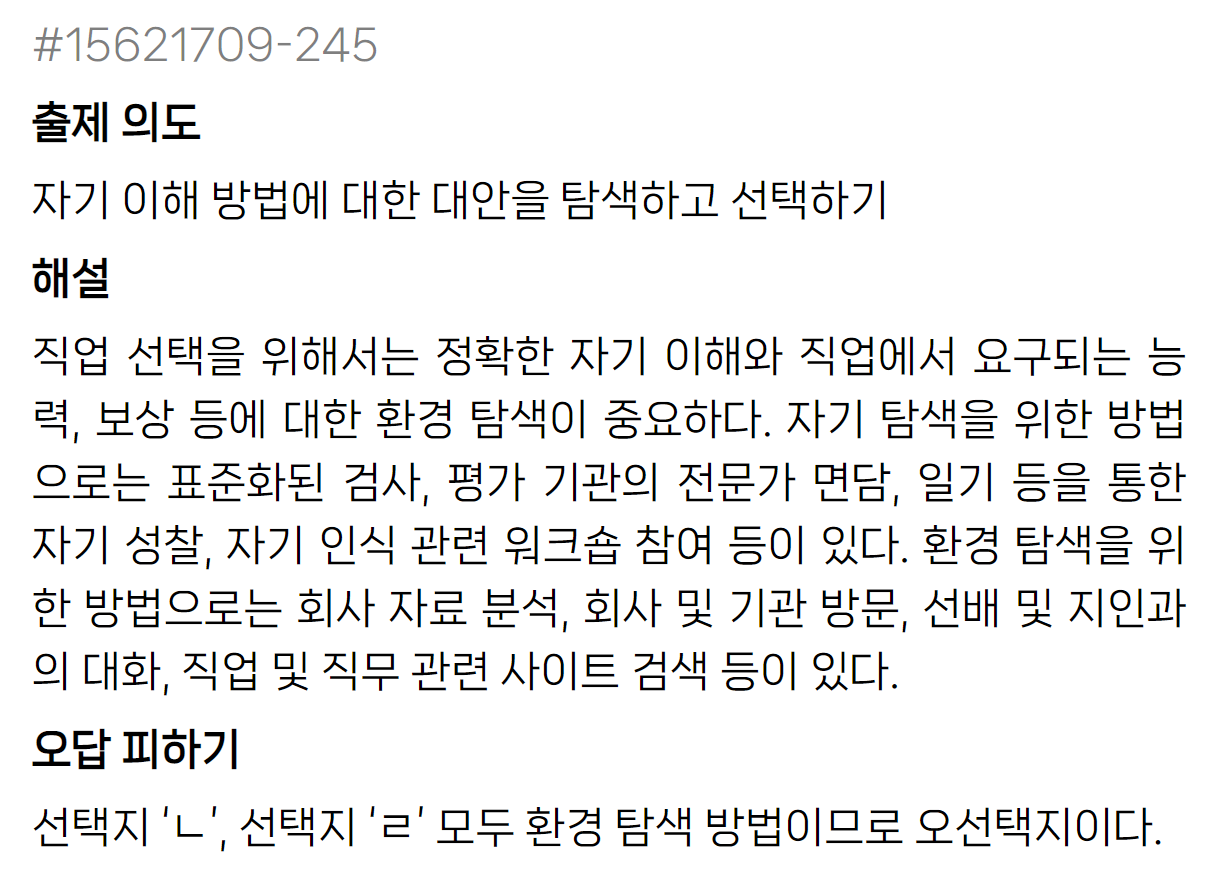 #15621709-245
출제 의도
자기 이해 방법에 대한 대안을 탐색하고 선택하기
해설
직업 선택을 위해서는 정확한 자기 이해와 직업에서 요구되는 능
력, 보상 등에 대한 환경 탐색이 중요하다. 자기 탐색을 위한 방법
으로는 표준화된 검사, 평가 기관의 전문가 면담, 일기 등을 통한
자기 성찰, 자기 인식 관련 워크숍 참여 등이 있다. 환경 탐색을 위
한 방법으로는 회사 자료 분석, 회사 및 기관 방문, 선배 및 지인과
의 대화, 직업 및 직무 관련 사이트 검색 등이 있다.
오답 피하기
선택지 ‘ㄴ’, 선택지 ‘ㄹ’ 모두 환경 탐색 방법이므로 오선택지이다.